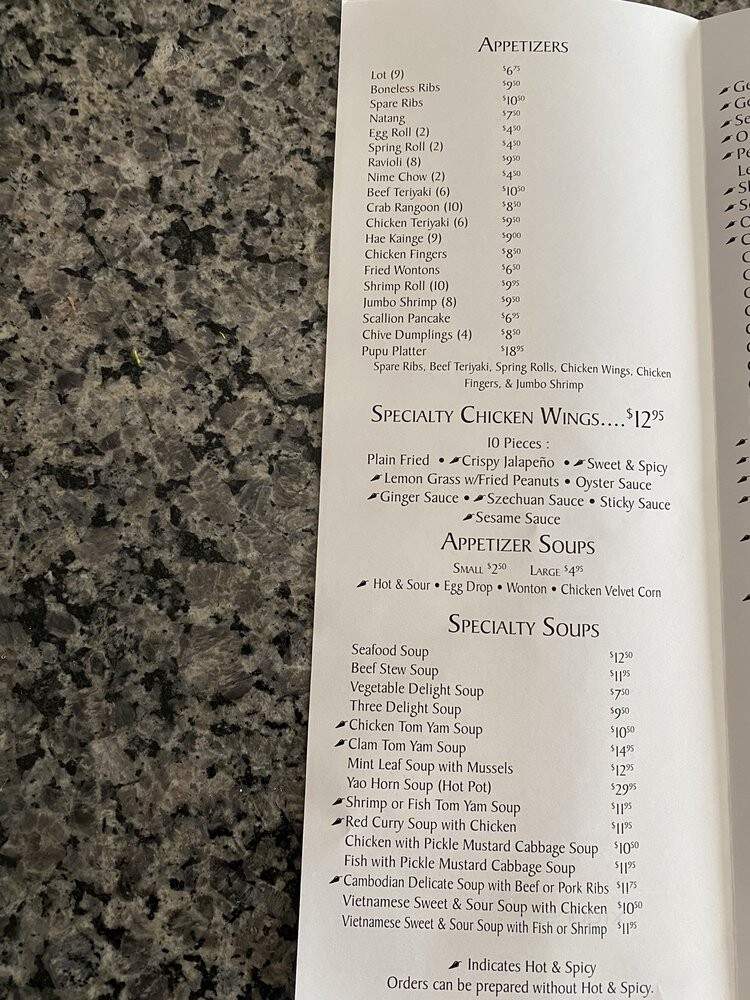 APPETIZERS
Lot (9) $6.75
Boneless Ribs $9.50
Spare Ribs $10.50
Natang $7.50
Egg Roll (2) $4.50
Spring Roll (2) $4.50
Ravioli (8) $9.50
Nime Chow (2) $4.50
Beef Teriyaki (6) $10.50
Crab Rangoon (10) $8.50
Chicken Teriyaki (6) $9.50
Hae Kainge (9) $9.00
Chicken Fingers $8.50
Fried Wontons $6.50
Shrimp Roll (10) $9.95
Jumbo Shrimp (8) $9.50
Scallion Pancake $6.95
Chive Dumplings (4) $8.50
Pupu Platter $18.95
Spare Ribs, Beef Teriyaki, Spring Rolls, Chicken Wings, Chicken
Fingers, & Jumbo Shrimp
SPECIALTY CHICKEN WINGS....$12.95
10 Pieces :
Plain Fried • Crispy Jalapeño • Sweet & Spicy
Lemon Grass w/Fried Peanuts • Oyster Sauce
Ginger Sauce • Szechuan Sauce • Sticky Sauce
Sesame Sauce
APPETIZER SOUPS
SMALL $2.50 LARGE $4.95
Hot & Sour • Egg Drop • Wonton • Chicken Velvet Corn
SPECIALTY SOUPS
Seafood Soup $12.50
Beef Stew Soup $11.95
Vegetable Delight Soup $7.50
Three Delight Soup $9.50
Chicken Tom Yam Soup $10.50
Clam Tom Yam Soup $14.95
Mint Leaf Soup with Mussels $12.95
Yao Horn Soup (Hot Pot) $29.95
Shrimp or Fish Tom Yam Soup $11.95
Red Curry Soup with Chicken $11.95
Chicken with Pickle Mustard Cabbage Soup $10.50
Fish with Pickle Mustard Cabbage Soup $11.95
Cambodian Delicate Soup with Beef or Pork Ribs $11.75
Vietnamese Sweet & Sour Soup with Chicken $10.50
Vietnamese Sweet & Sour Soup with Fish or Shrimp $11.95
Indicates Hot & Spicy
Orders can be prepared without Hot & Spicy.